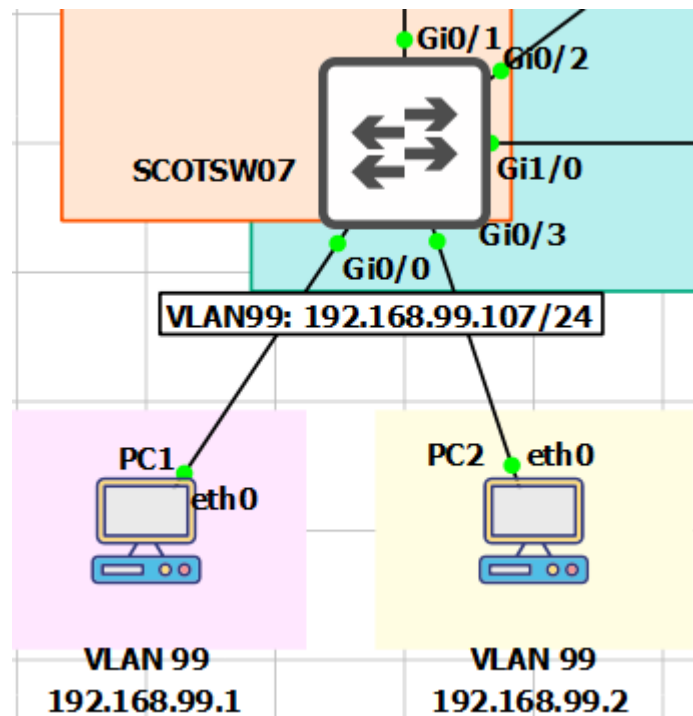 Gi0/1
Gi0/2
SCOTSW07
Gi1/0
Gi0/3
Gi0/0
VLAN99: 192.168.99.107/24
PC1
eth0
PC2
eth0
VLAN 99
192.168.99.1
VLAN 99
192.168.99.2